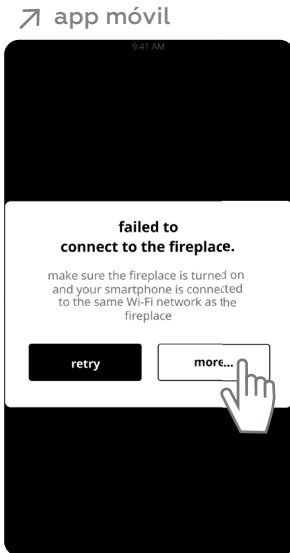 app móvil
9:41 AM
failed to
connect to the fireplace.
make sure the fireplace is turned on
and your smartphone is connected
to the same Wi-Fi network as the
fireplace
retry
more...